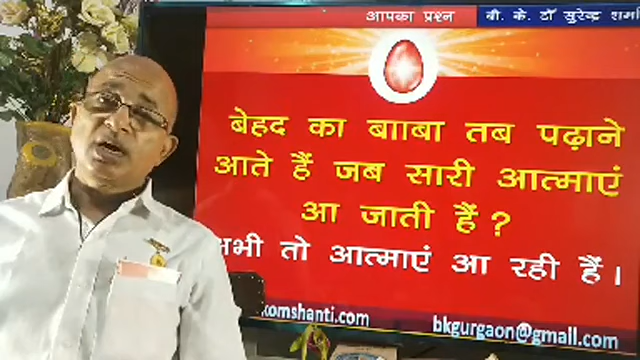 आपका प्रश्न
बी. के. डॉ सुरेन्द्र
बेहद का बााबा तब पढ़ाने
आते हैं जब सारी आत्माएं
आ जाती हैं ?
अभी तो आत्माएं आ रही हैं।
omshanti.com bkgurgaon@gmail.com